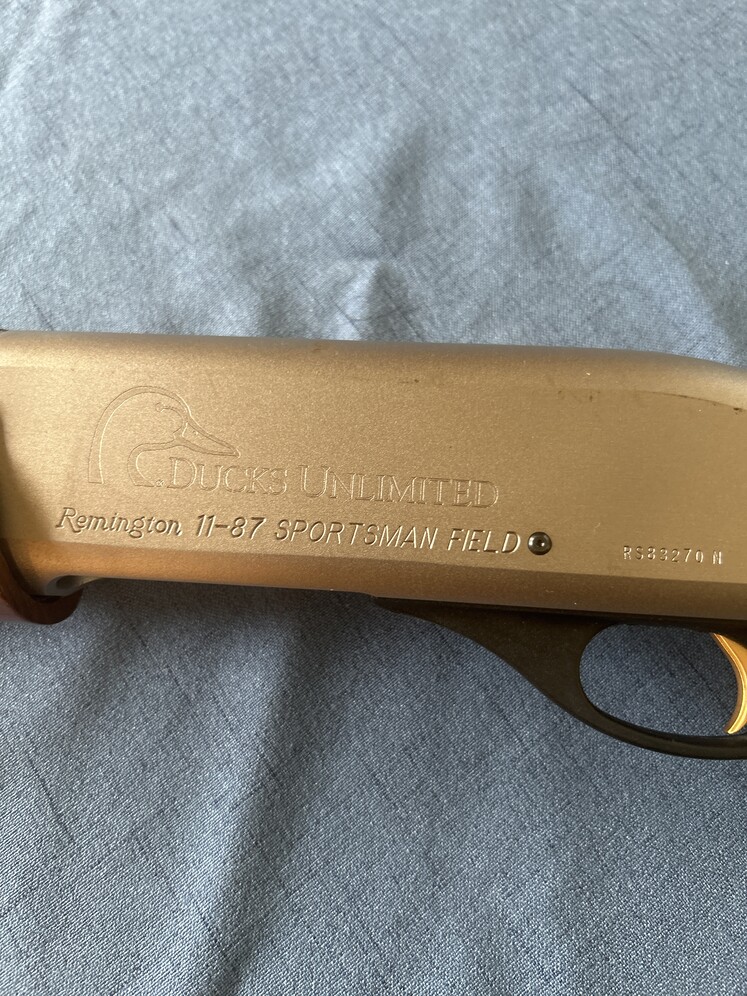 DUCKS UNLIMITED
Remington 11-87 SPORTSMAN FIELD
RS83270 N